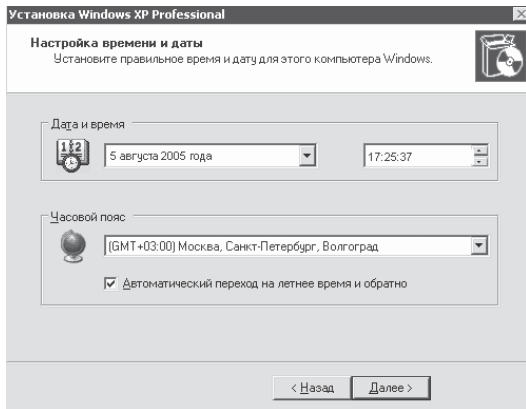 Установка Windows XP Professional
Настройка времени и даты
Установите правильное время и дату для этого компьютера Windows.
Дата и время
5 августа 2005 года
17:25:37
Часовой пояс
(GMT+03:00) Москва, Санкт-Петербург, Волгоград
Автоматический переход на летнее время и обратно
< Назад
Далее >